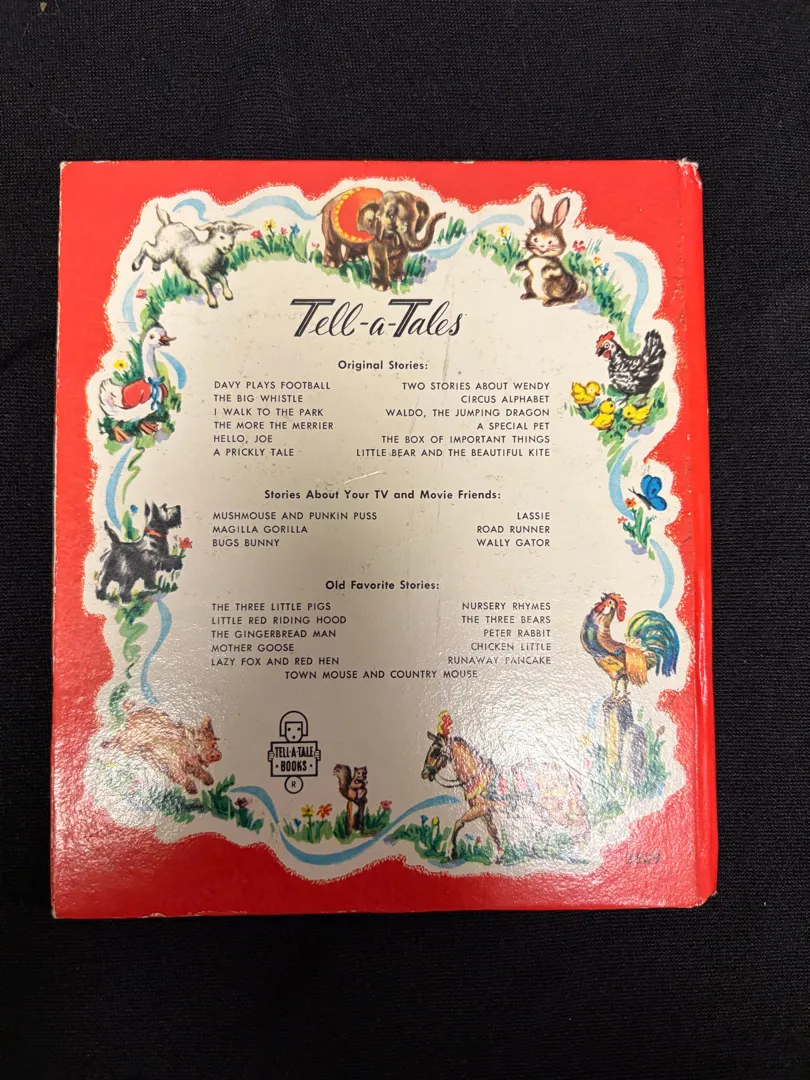 Tell-a-Tales
Original Stories:
DAVY PLAYS FOOTBALL TWO STORIES ABOUT WENDY
THE BIG WHISTLE CIRCUS ALPHABET
I WALK TO THE PARK WALDO, THE JUMPING DRAGON
THE MORE THE MERRIER A SPECIAL PET
HELLO, JOE THE BOX OF IMPORTANT THINGS
A PRICKLY TALE LITTLE BEAR AND THE BEAUTIFUL KITE
Stories About Your TV and Movie Friends:
MUSHMOUSE AND PUNKIN PUSS LASSIE
MAGILLA GORILLA ROAD RUNNER
BUGS BUNNY WALLY GATOR
Old Favorite Stories:
THE THREE LITTLE PIGS NURSERY RHYMES
LITTLE RED RIDING HOOD THE THREE BEARS
THE GINGERBREAD MAN PETER RABBIT
MOTHER GOOSE CHICKEN LITTLE
LAZY FOX AND RED HEN RUNAWAY PANCAKE
TOWN MOUSE AND COUNTRY MOUSE
TELL-A-TALE
• BOOKS •
R